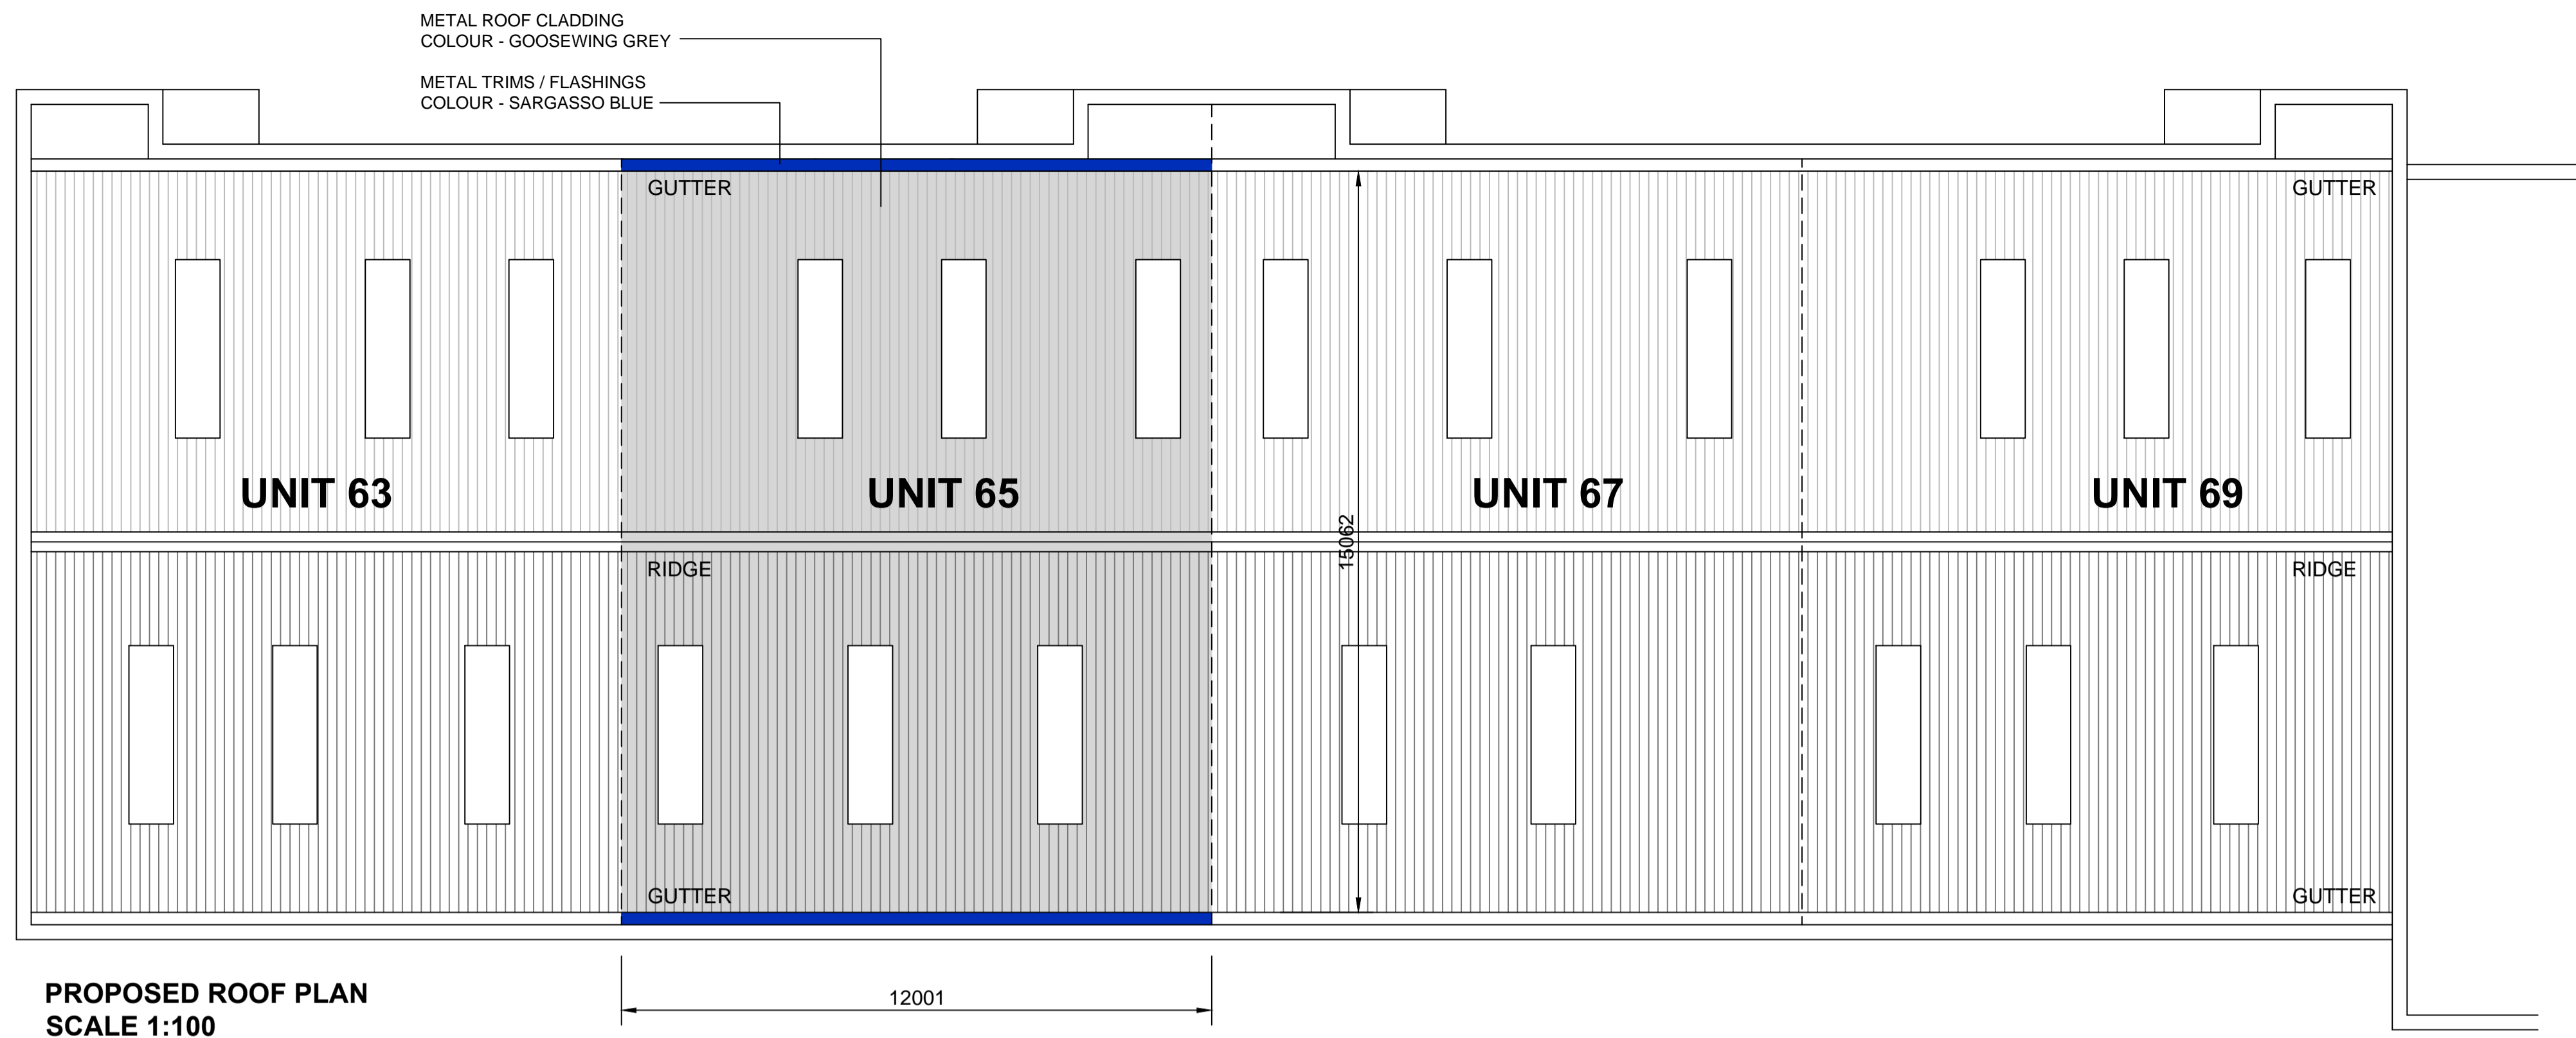 METAL ROOF CLADDING
COLOUR - GOOSEWING GREY
METAL TRIMS / FLASHINGS
COLOUR - SARGASSO BLUE
GUTTER
GUTTER
UNIT 63
UNIT 65
UNIT 67
UNIT 69
15062
RIDGE
RIDGE
GUTTER
GUTTER
PROPOSED ROOF PLAN
SCALE 1:100
12001